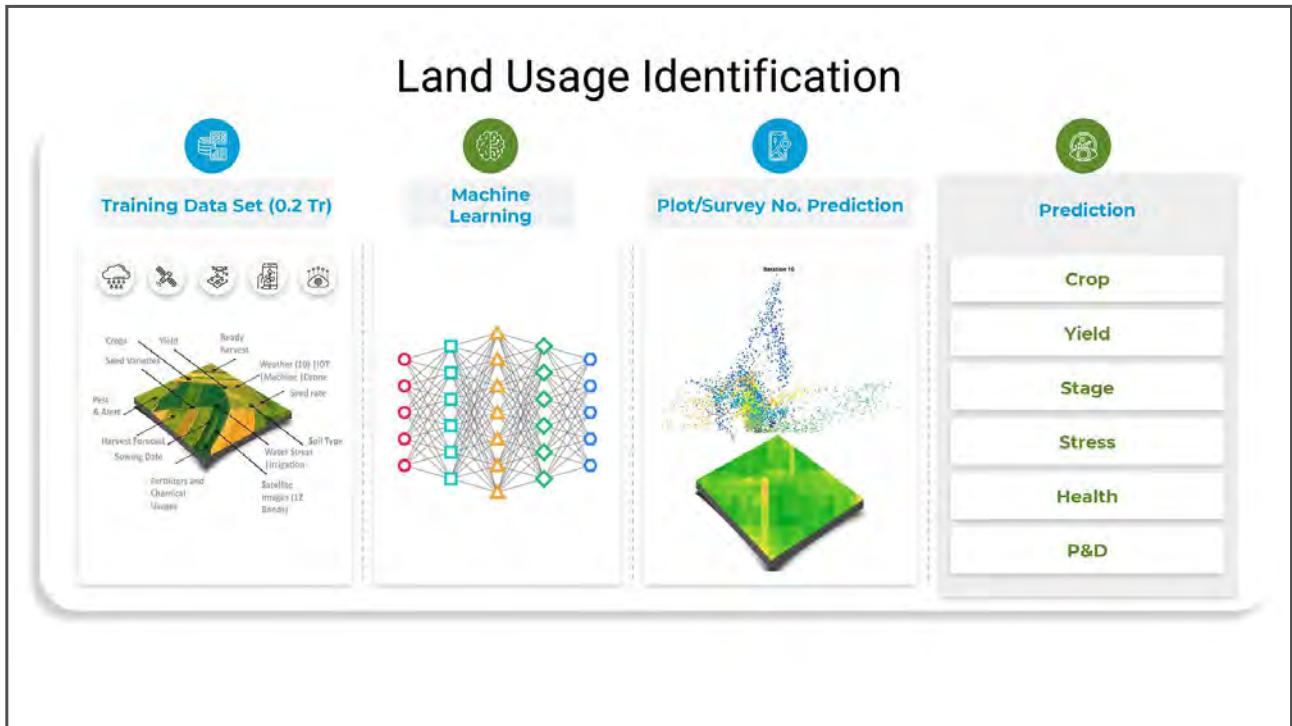 Land Usage Identification
Training Data Set (0.2 Tr)
Crops
Yield
Ready
harvest
Seed Varieties
Weather (10) |IOT
|Machine |Drone
Seed rate
Pest
& Alert
Harvest Forecast
Sowing Date
Soil Type
Water Stress
|Irrigation
Fertilizers and
Chemical
Usages
Satellite
Images (12
Bands)
Machine
Learning
Plot/Survey No. Prediction
Iteration 10
Prediction
Crop
Yield
Stage
Stress
Health
P&D